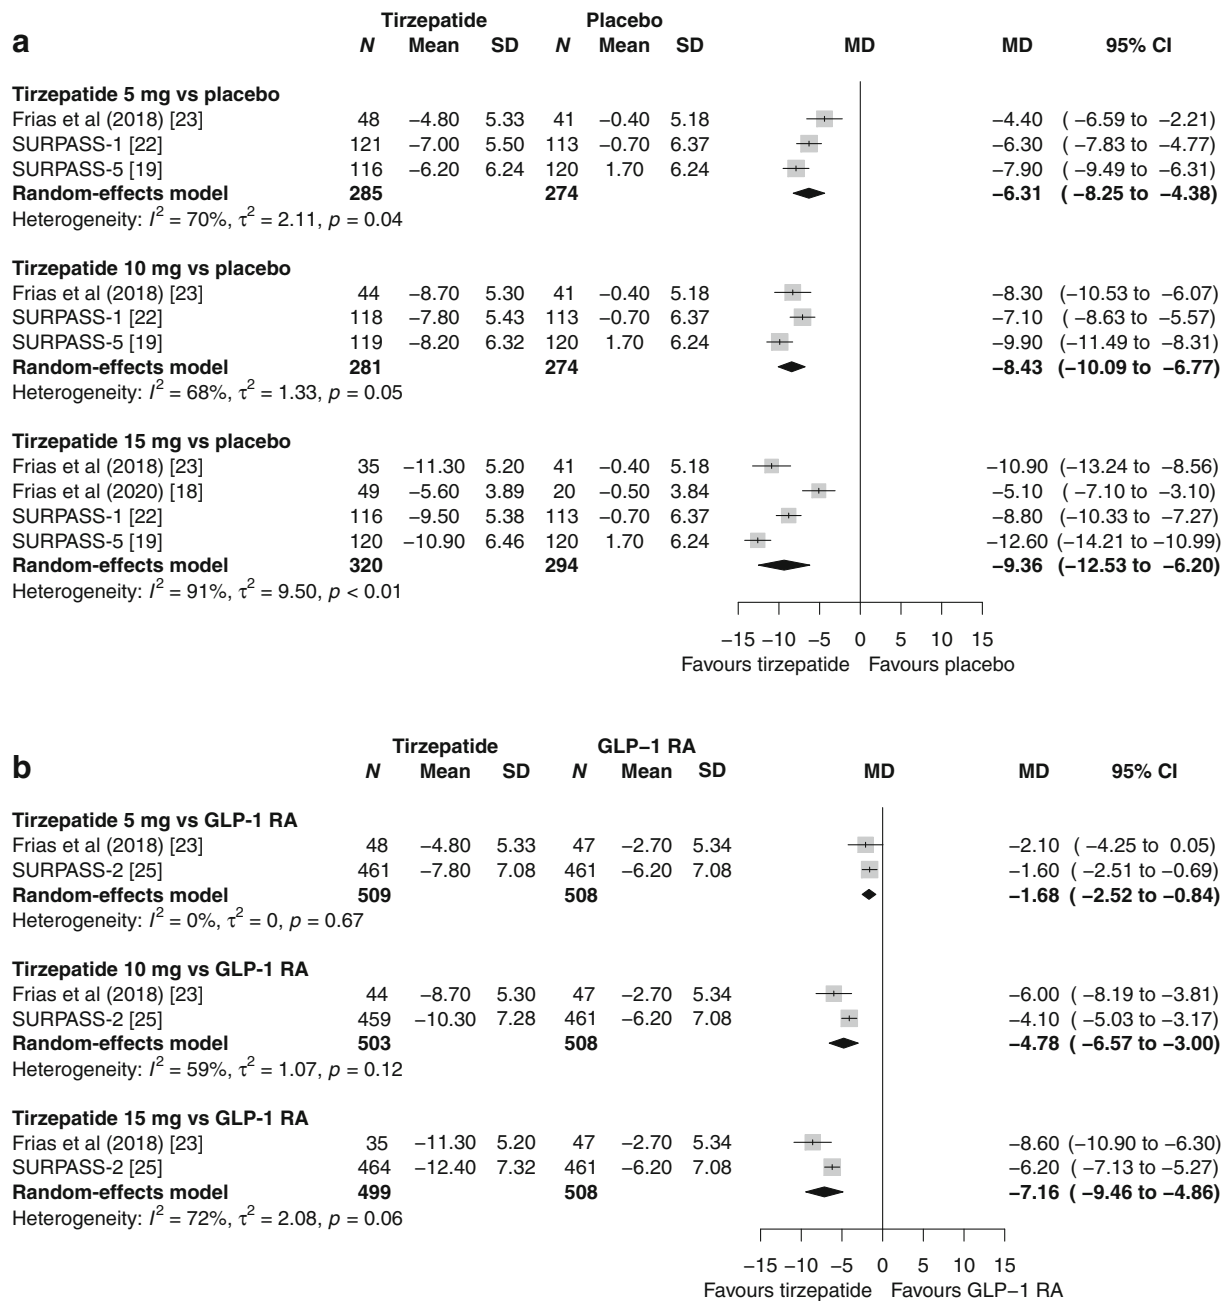 Tirzepatide Placebo
a N Mean SD N Mean SD MD MD 95% CI
Tirzepatide 5 mg vs placebo
Frias et al (2018) [23] 48 −4.80 5.33 41 −0.40 5.18 −4.40 ( −6.59 to −2.21)
SURPASS-1 [22] 121 −7.00 5.50 113 −0.70 6.37 −6.30 ( −7.83 to −4.77)
SURPASS-5 [19] 116 −6.20 6.24 120 1.70 6.24 −7.90 ( −9.49 to −6.31)
Random-effects model 285 274 −6.31 ( −8.25 to −4.38)
Heterogeneity: I² = 70%, τ² = 2.11, p = 0.04
Tirzepatide 10 mg vs placebo
Frias et al (2018) [23] 44 −8.70 5.30 41 −0.40 5.18 −8.30 (−10.53 to −6.07)
SURPASS-1 [22] 118 −7.80 5.43 113 −0.70 6.37 −7.10 ( −8.63 to −5.57)
SURPASS-5 [19] 119 −8.20 6.32 120 1.70 6.24 −9.90 (−11.49 to −8.31)
Random-effects model 281 274 −8.43 (−10.09 to −6.77)
Heterogeneity: I² = 68%, τ² = 1.33, p = 0.05
Tirzepatide 15 mg vs placebo
Frias et al (2018) [23] 35 −11.30 5.20 41 −0.40 5.18 −10.90 (−13.24 to −8.56)
Frias et al (2020) [18] 49 −5.60 3.89 20 −0.50 3.84 −5.10 ( −7.10 to −3.10)
SURPASS-1 [22] 116 −9.50 5.38 113 −0.70 6.37 −8.80 (−10.33 to −7.27)
SURPASS-5 [19] 120 −10.90 6.46 120 1.70 6.24 −12.60 (−14.21 to −10.99)
Random-effects model 320 294 −9.36 (−12.53 to −6.20)
Heterogeneity: I² = 91%, τ² = 9.50, p < 0.01
−15 −10 −5 0 5 10 15
Favours tirzepatide Favours placebo
Tirzepatide GLP−1 RA
b N Mean SD N Mean SD MD MD 95% CI
Tirzepatide 5 mg vs GLP-1 RA
Frias et al (2018) [23] 48 −4.80 5.33 47 −2.70 5.34 −2.10 ( −4.25 to 0.05)
SURPASS-2 [25] 461 −7.80 7.08 461 −6.20 7.08 −1.60 ( −2.51 to −0.69)
Random-effects model 509 508 −1.68 ( −2.52 to −0.84)
Heterogeneity: I² = 0%, τ² = 0, p = 0.67
Tirzepatide 10 mg vs GLP-1 RA
Frias et al (2018) [23] 44 −8.70 5.30 47 −2.70 5.34 −6.00 ( −8.19 to −3.81)
SURPASS-2 [25] 459 −10.30 7.28 461 −6.20 7.08 −4.10 ( −5.03 to −3.17)
Random-effects model 503 508 −4.78 ( −6.57 to −3.00)
Heterogeneity: I² = 59%, τ² = 1.07, p = 0.12
Tirzepatide 15 mg vs GLP-1 RA
Frias et al (2018) [23] 35 −11.30 5.20 47 −2.70 5.34 −8.60 (−10.90 to −6.30)
SURPASS-2 [25] 464 −12.40 7.32 461 −6.20 7.08 −6.20 ( −7.13 to −5.27)
Random-effects model 499 508 −7.16 ( −9.46 to −4.86)
Heterogeneity: I² = 72%, τ² = 2.08, p = 0.06
−15 −10 −5 0 5 10 15
Favours tirzepatide Favours GLP−1 RA